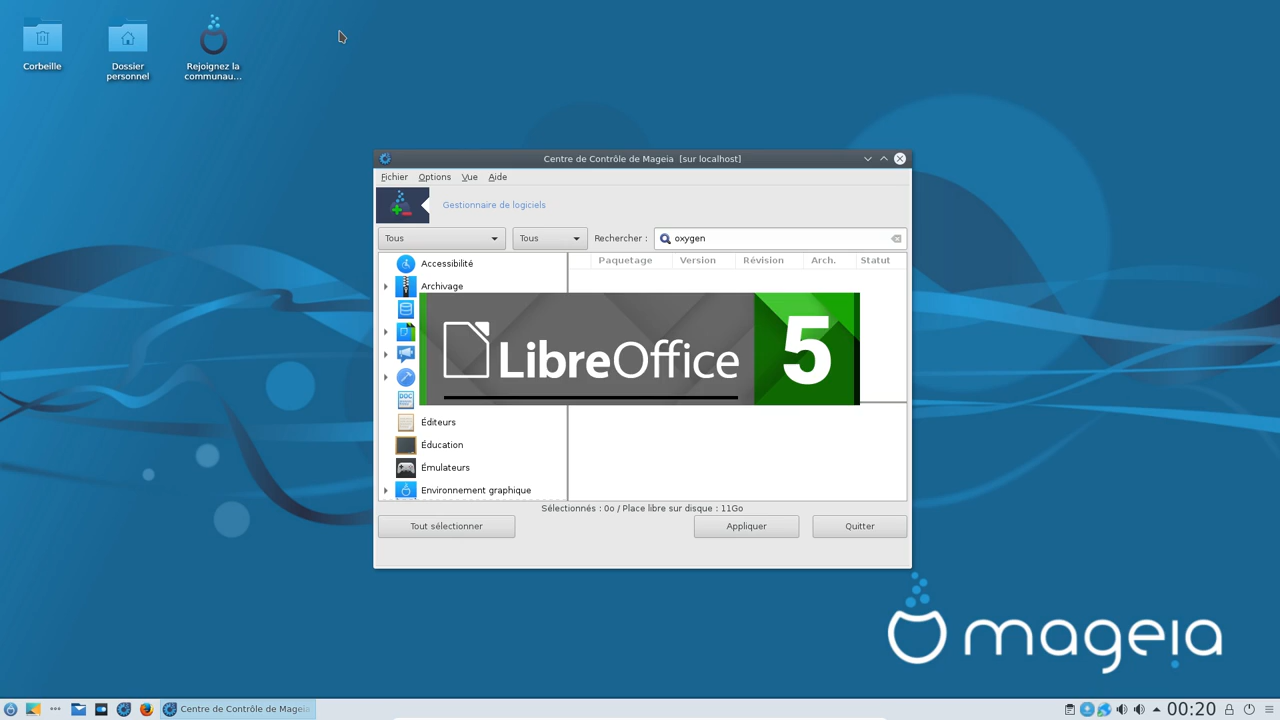 Corbeille
Dossier
personnel
Rejoignez la
communau...
Centre de Contrôle de Mageia [sur localhost]
Fichier Options Vue Aide
Gestionnaire de logiciels
Tous Tous Rechercher : oxygen
Paquetage Version Révision Arch. Statut
Accessibilité
Archivage
LibreOffice 5
DOC
Éditeurs
Éducation
Émulateurs
Environnement graphique
Sélectionnés : 0o / Place libre sur disque : 11Go
Tout sélectionner Appliquer Quitter
mageia
Centre de Contrôle de Mageia
00:20